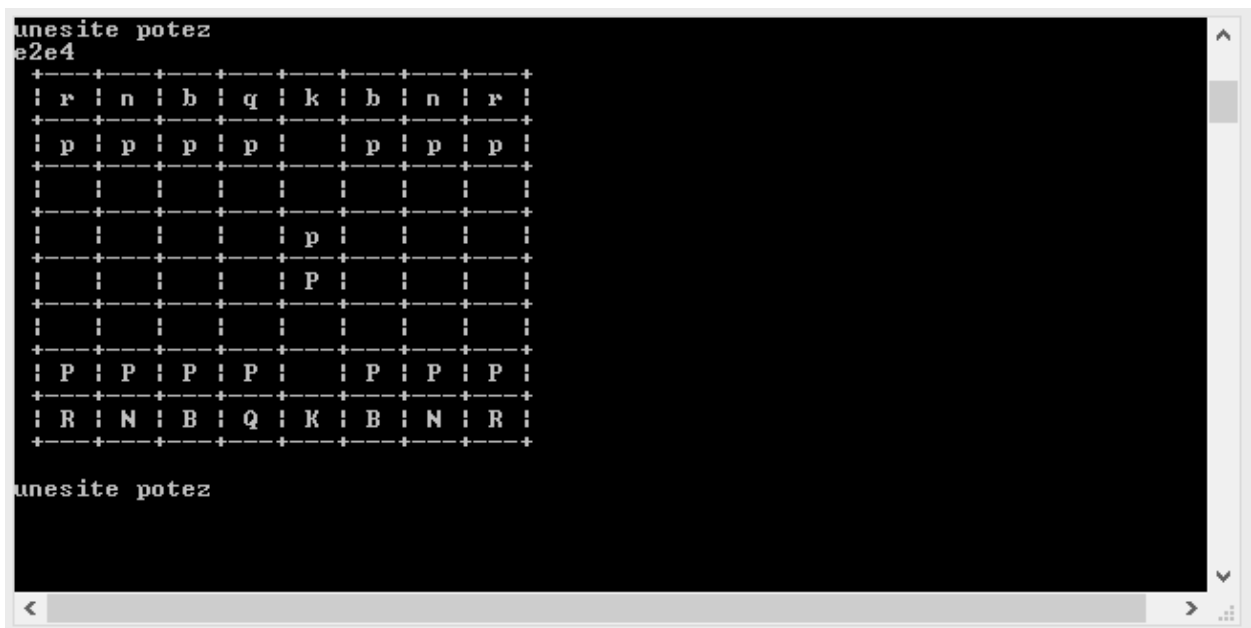 unesite potez
e2e4
+---+---+---+---+---+---+---+---+
¦ r ¦ n ¦ b ¦ q ¦ k ¦ b ¦ n ¦ r ¦
+---+---+---+---+---+---+---+---+
¦ p ¦ p ¦ p ¦ p ¦   ¦ p ¦ p ¦ p ¦
+---+---+---+---+---+---+---+---+
¦   ¦   ¦   ¦   ¦   ¦   ¦   ¦   ¦
+---+---+---+---+---+---+---+---+
¦   ¦   ¦   ¦   ¦ p ¦   ¦   ¦   ¦
+---+---+---+---+---+---+---+---+
¦   ¦   ¦   ¦   ¦ P ¦   ¦   ¦   ¦
+---+---+---+---+---+---+---+---+
¦   ¦   ¦   ¦   ¦   ¦   ¦   ¦   ¦
+---+---+---+---+---+---+---+---+
¦ P ¦ P ¦ P ¦ P ¦   ¦ P ¦ P ¦ P ¦
+---+---+---+---+---+---+---+---+
¦ R ¦ N ¦ B ¦ Q ¦ K ¦ B ¦ N ¦ R ¦
+---+---+---+---+---+---+---+---+
unesite potez